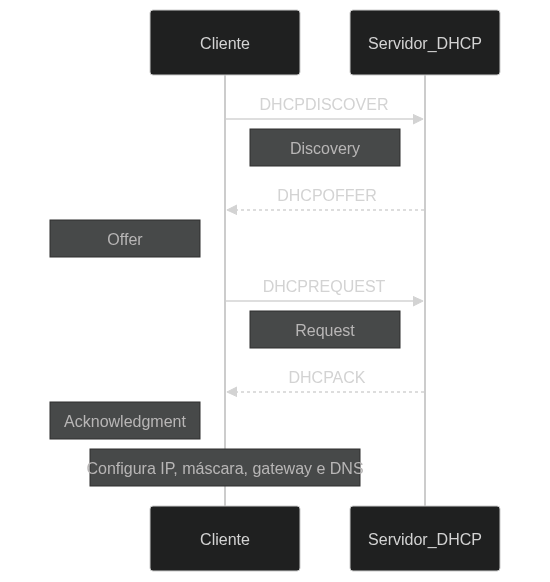 Cliente
Servidor_DHCP
DHCPDISCOVER
Discovery
DHCPOFFER
Offer
DHCPREQUEST
Request
DHCPACK
Acknowledgment
Configura IP, máscara, gateway e DNS
Cliente
Servidor_DHCP